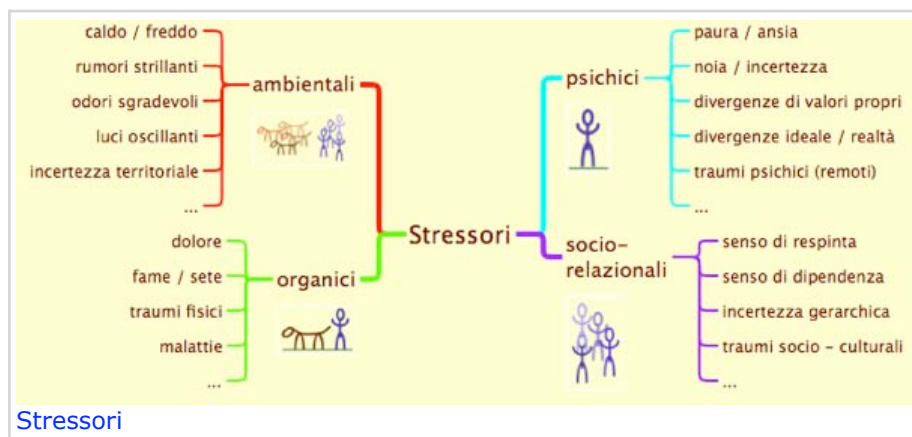 caldo / freddo
rumori strillanti
odori sgradevoli
luci oscillanti
incertezza territoriale
...
ambientali
dolore
fame / sete
traumi fisici
malattie
...
organici
Stressori
psichici
paura / ansia
noia / incertezza
divergenze di valori propri
divergenze ideale / realtà
traumi psichici (remoti)
...
socio-
relazionali
senso di respinta
senso di dipendenza
incertezza gerarchica
traumi socio - culturali
...
Stressori